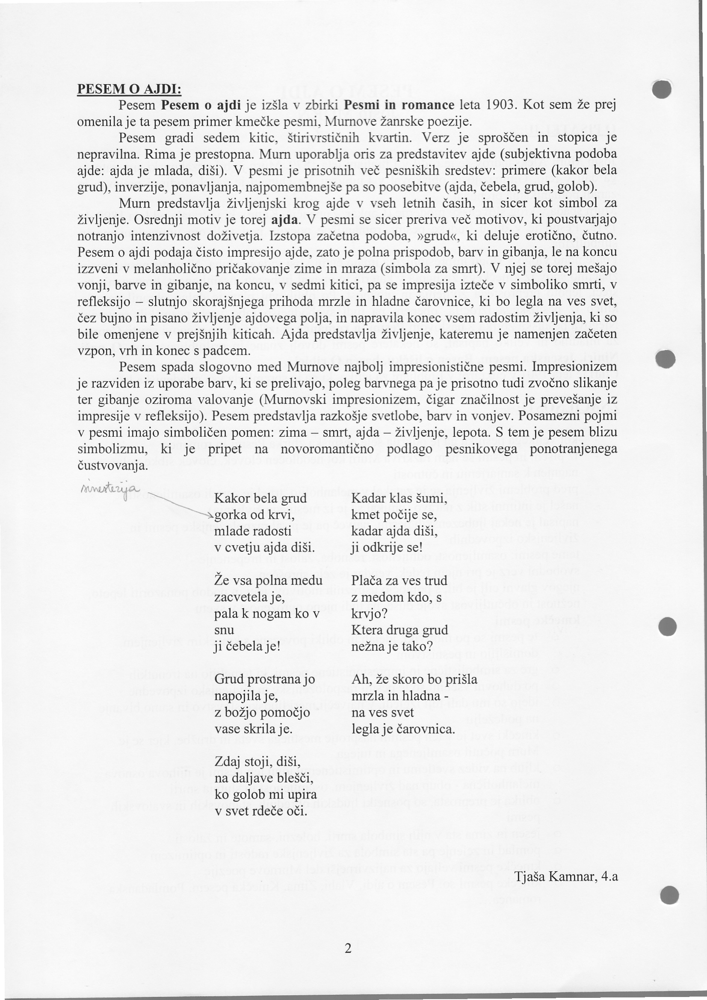 PESEM O AJDI:
Pesem Pesem o ajdi je izšla v zbirki Pesmi in romance leta 1903. Kot sem že prej
omenila je ta pesem primer kmečke pesmi, Murnove žanrske poezije.
Pesem gradi sedem kitic, štirivrstičnih kvartin. Verz je sproščen in stopica je
nepravilna. Rima je prestopna. Murn uporablja oris za predstavitev ajde (subjektivna podoba
ajde: ajda je mlada, diši). V pesmi je prisotnih več pesniških sredstev: primere (kakor bela
grud), inverzije, ponavljanja, najpomembnejše pa so poosebitve (ajda, čebela, grud, golob).
Murn predstavlja življenjski krog ajde v vseh letnih časih, in sicer kot simbol za
življenje. Osrednji motiv je torej ajda. V pesmi se sicer preriva več motivov, ki poustvarjajo
notranjo intenzivnost doživetja. Izstopa začetna podoba, »grud«, ki deluje erotično, čutno.
Pesem o ajdi podaja čisto impresijo ajde, zato je polna prispodob, barv in gibanja, le na koncu
izzveni v melanholično pričakovanje zime in mraza (simbola za smrt). V njej se torej mešajo
vonji, barve in gibanje, na koncu, v sedmi kitici, pa se impresija izteče v simboliko smrti, v
refleksijo – slutnjo skorajšnjega prihoda mrzle in hladne čarovnice, ki bo legla na ves svet,
čez bujno in pisano življenje ajdovega polja, in napravila konec vsem radostim življenja, ki so
bile omenjene v prejšnjih kiticah. Ajda predstavlja življenje, kateremu je namenjen začeten
vzpon, vrh in konec s padcem.
Pesem spada slogovno med Murnove najbolj impresionistične pesmi. Impresionizem
je razviden iz uporabe barv, ki se prelivajo, poleg barvnega pa je prisotno tudi zvočno slikanje
ter gibanje oziroma valovanje (Murnovski impresionizem, čigar značilnost je prevešanje iz
impresije v refleksijo). Pesem predstavlja razkošje svetlobe, barv in vonjev. Posamezni pojmi
v pesmi imajo simboličen pomen: zima – smrt, ajda – življenje, lepota. S tem je pesem blizu
simbolizmu, ki je pripet na novoromantično podlago pesnikovega ponotranjenega
čustvovanja.
sinestezija
Kakor bela grud
gorka od krvi,
mlade radosti
v cvetju ajda diši.
Že vsa polna medu
zacvetela je,
pala k nogam ko v
snu
ji čebela je!
Grud prostrana jo
napojila je,
z božjo pomočjo
vase skrila je.
Zdaj stoji, diši,
na daljave blešči,
ko golob mi upira
v svet rdeče oči.
Kadar klas šumi,
kmet počije se,
kadar ajda diši,
ji odkrije se!
Plača za ves trud
z medom kdo, s
krvjo?
Ktera druga grud
nežna je tako?
Ah, že skoro bo prišla
mrzla in hladna -
na ves svet
legla je čarovnica.
Tjaša Kamnar, 4.a
2